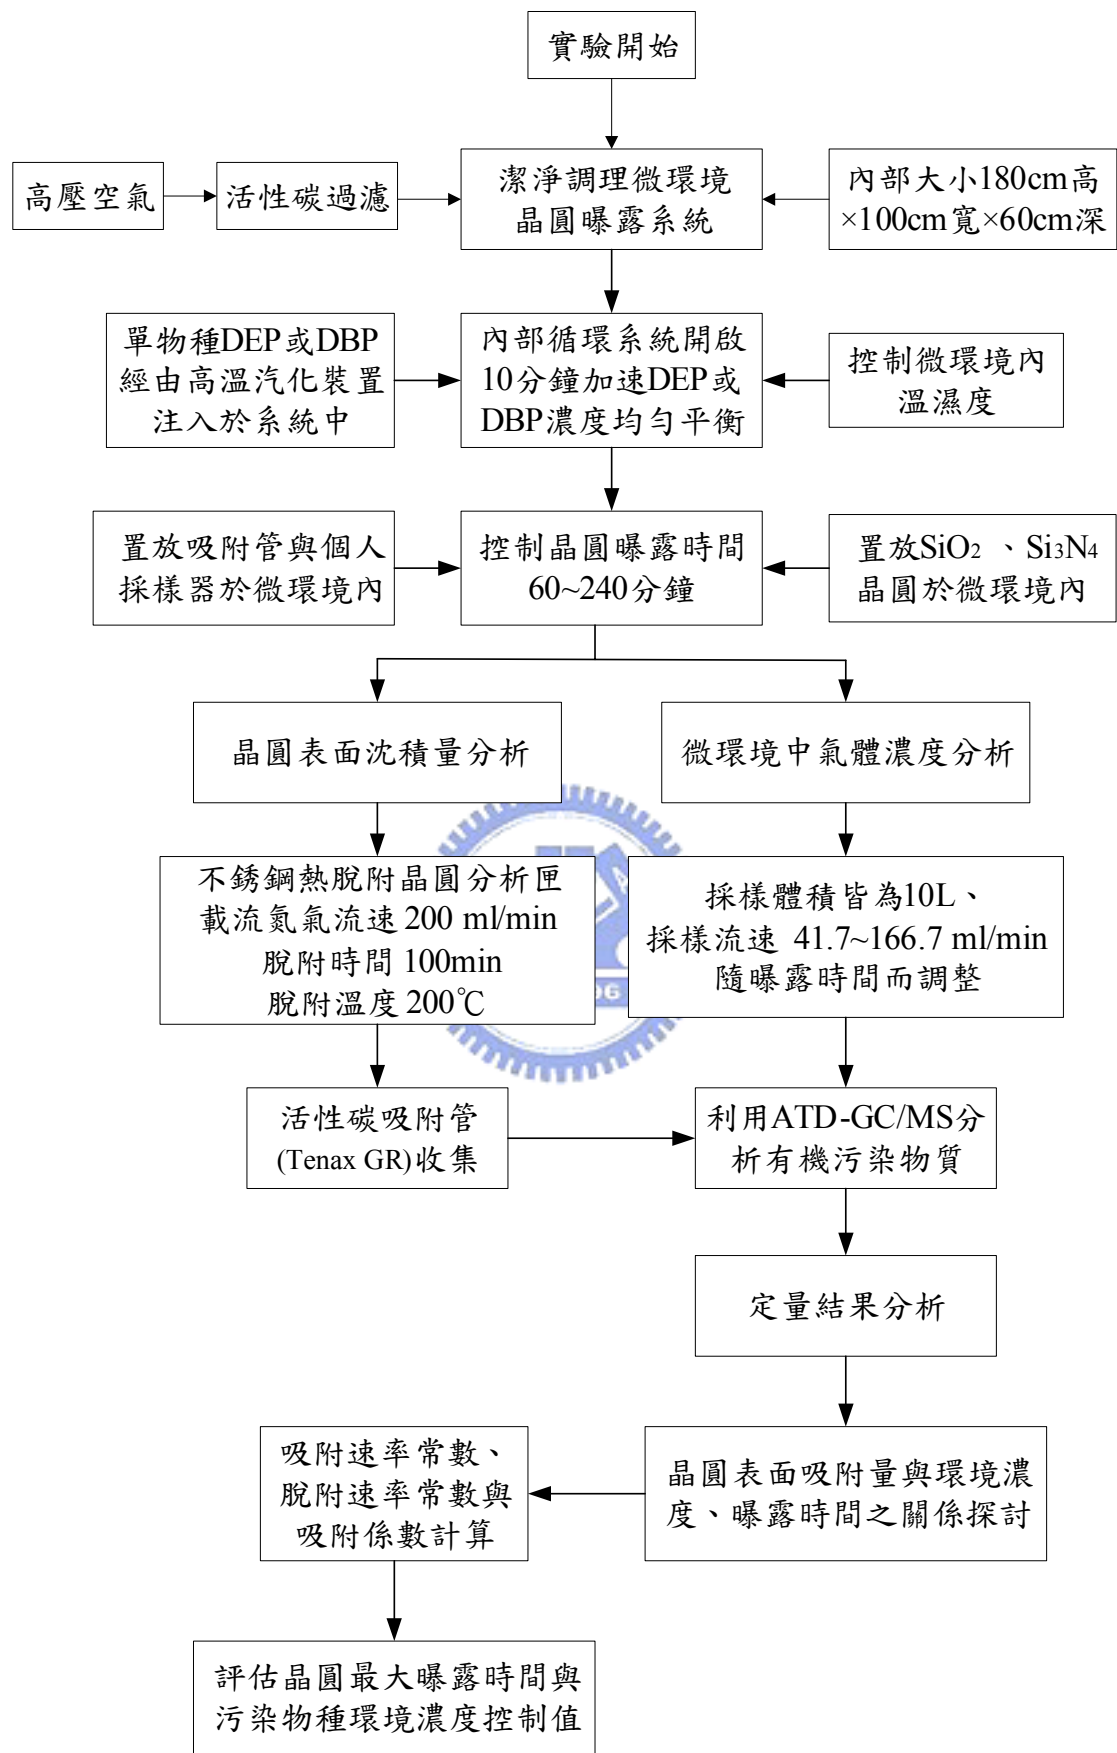 實驗開始
高壓空氣
活性碳過濾
潔淨調理微環境
晶圓曝露系統
內部大小180cm高
×100cm寬×60cm深
單物種DEP或DBP
經由高溫汽化裝置
注入於系統中
內部循環系統開啟
10分鐘加速DEP或
DBP濃度均勻平衡
控制微環境內
溫濕度
置放吸附管與個人
採樣器於微環境內
控制晶圓曝露時間
60~240分鐘
置放SiO2 、Si3N4
晶圓於微環境內
晶圓表面沈積量分析
微環境中氣體濃度分析
不銹鋼熱脫附晶圓分析匣
載流氮氣流速 200 ml/min
脫附時間 100min
脫附溫度 200℃
採樣體積皆為10L、
採樣流速 41.7~166.7 ml/min
隨曝露時間而調整
96
活性碳吸附管
(Tenax GR)收集
利用ATD-GC/MS分
析有機污染物質
定量結果分析
吸附速率常數、
脫附速率常數與
吸附係數計算
晶圓表面吸附量與環境濃
度、曝露時間之關係探討
評估晶圓最大曝露時間與
污染物種環境濃度控制值